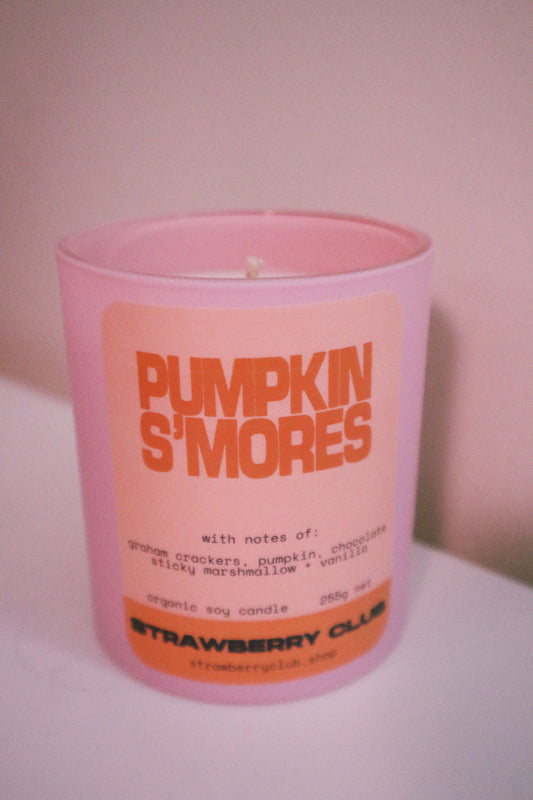 PUMPKIN
S'MORES
with notes of:
graham crackers, pumpkin, chocolate
sticky marshmallow + vanilla
organic soy candle 255g net
STRAWBERRY CLUB
strawberryclub.shop